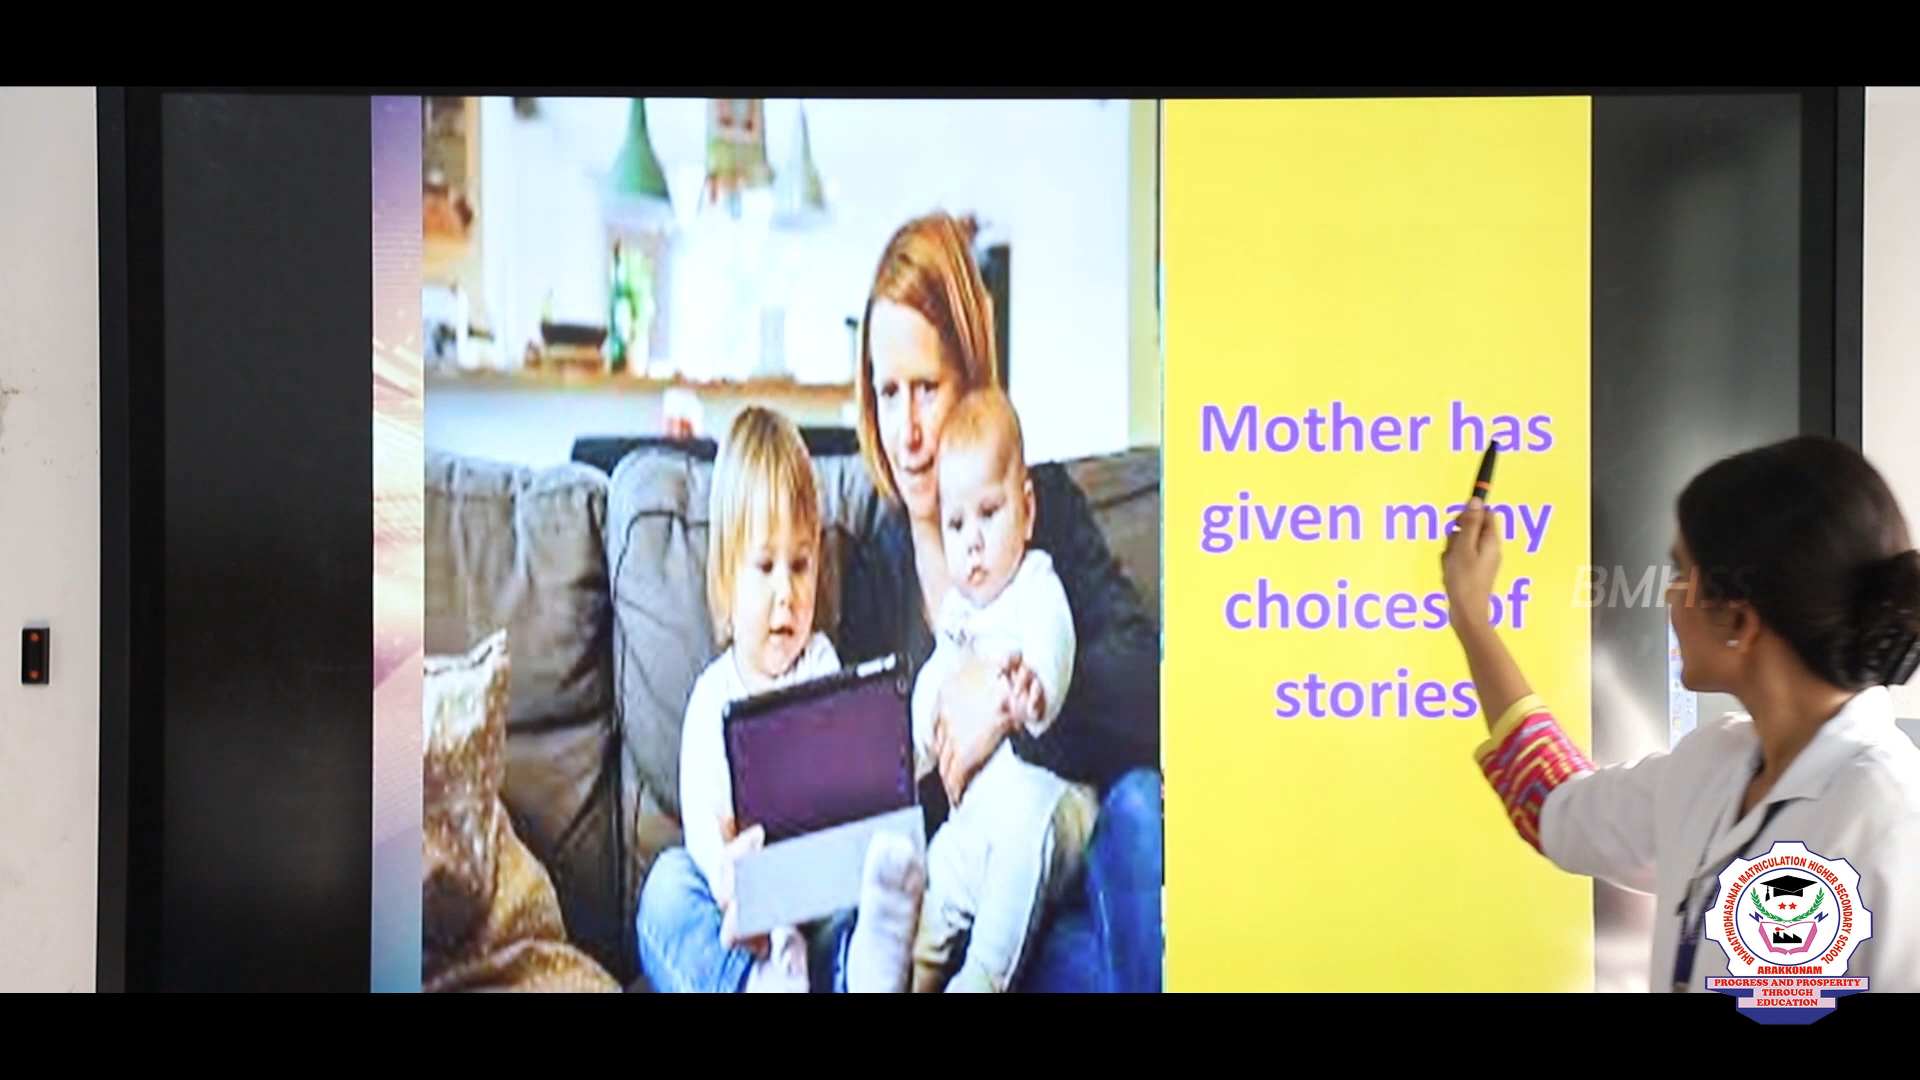 Mother has
given many
choices of
stories
BMHSS
BHARATHIDHASANAR MATRICULATION HIGHER SECONDARY SCHOOL
ARAKKONAM
PROGRESS AND PROSPERITY
THROUGH
EDUCATION